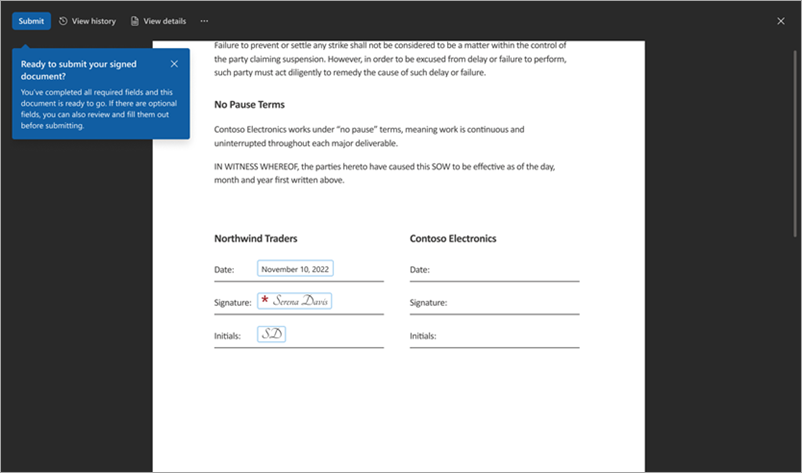 Submit View history View details ...
Ready to submit your signed
document?
You've completed all required fields and this
document is ready to go. If there are optional
fields, you can also review and fill them out
before submitting.
Failure to prevent or settle any strike shall not be considered to be a matter within the control of
the party claiming suspension. However, in order to be excused from delay or failure to perform,
such party must act diligently to remedy the cause of such delay or failure.
No Pause Terms
Contoso Electronics works under “no pause” terms, meaning work is continuous and
uninterrupted throughout each major deliverable.
IN WITNESS WHEREOF, the parties hereto have caused this SOW to be effective as of the day,
month and year first written above.
Northwind Traders Contoso Electronics
Date: November 10, 2022 Date:
Signature: * Serena Davis Signature:
Initials: SD Initials: